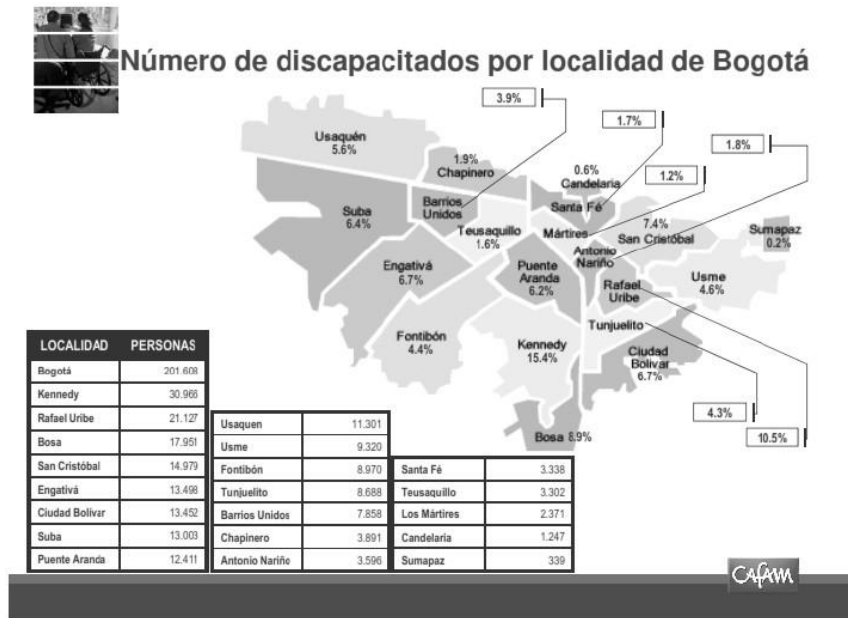 Número de discapacitados por localidad de Bogotá
3.9%
1.7%
1.8%
1.2%
Usaquén
5.6%
1.9%
Chapinero
0.6%
Candelaria
Suba
6.4%
Barrios
Unidos
Santa Fé
Teusaquillo
1.6%
Mártires
7.4%
San Cristóbal
Sumapaz
0.2%
Antonio
Nariño
Engativá
6.7%
Puente
Aranda
6.2%
Rafael
Uribe
Usme
4.6%
Fontibón
4.4%
Kennedy
15.4%
Tunjuelito
Ciudad
Bolívar
6.7%
4.3%
10.5%
Bosa 8.9%
LOCALIDAD PERSONAS
Bogotá 201.608
Kennedy 30.966
Rafael Uribe 21.127
Bosa 17.951
San Cristóbal 14.979
Engativá 13.498
Ciudad Bolívar 13.452
Suba 13.003
Puente Aranda 12.411
Usaquen 11.301
Usme 9.320
Fontibón 8.970
Tunjuelito 8.688
Barrios Unidos 7.858
Chapinero 3.891
Antonio Nariño 3.596
Santa Fé 3.338
Teusaquillo 3.302
Los Mártires 2.371
Candelaria 1.247
Sumapaz 339
CAfAM